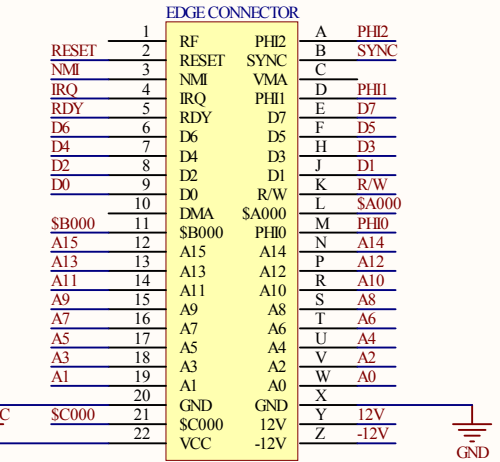 EDGE CONNECTOR
1 RF PHI2 A PHI2
RESET 2 RESET SYNC B SYNC
NMI 3 NMI VMA C
IRQ 4 IRQ PHI1 D PHI1
RDY 5 RDY D7 E D7
D6 6 D6 D5 F D5
D4 7 D4 D3 H D3
D2 8 D2 D1 J D1
D0 9 D0 R/W K R/W
10 DMA $A000 L $A000
$B000 11 $B000 PHI0 M PHI0
A15 12 A15 A14 N A14
A13 13 A13 A12 P A12
A11 14 A11 A10 R A10
A9 15 A9 A8 S A8
A7 16 A7 A6 T A6
A5 17 A5 A4 U A4
A3 18 A3 A2 V A2
A1 19 A1 A0 W A0
20 GND GND X
C $C000 21 $C000 12V Y 12V
22 VCC -12V Z -12V
GND